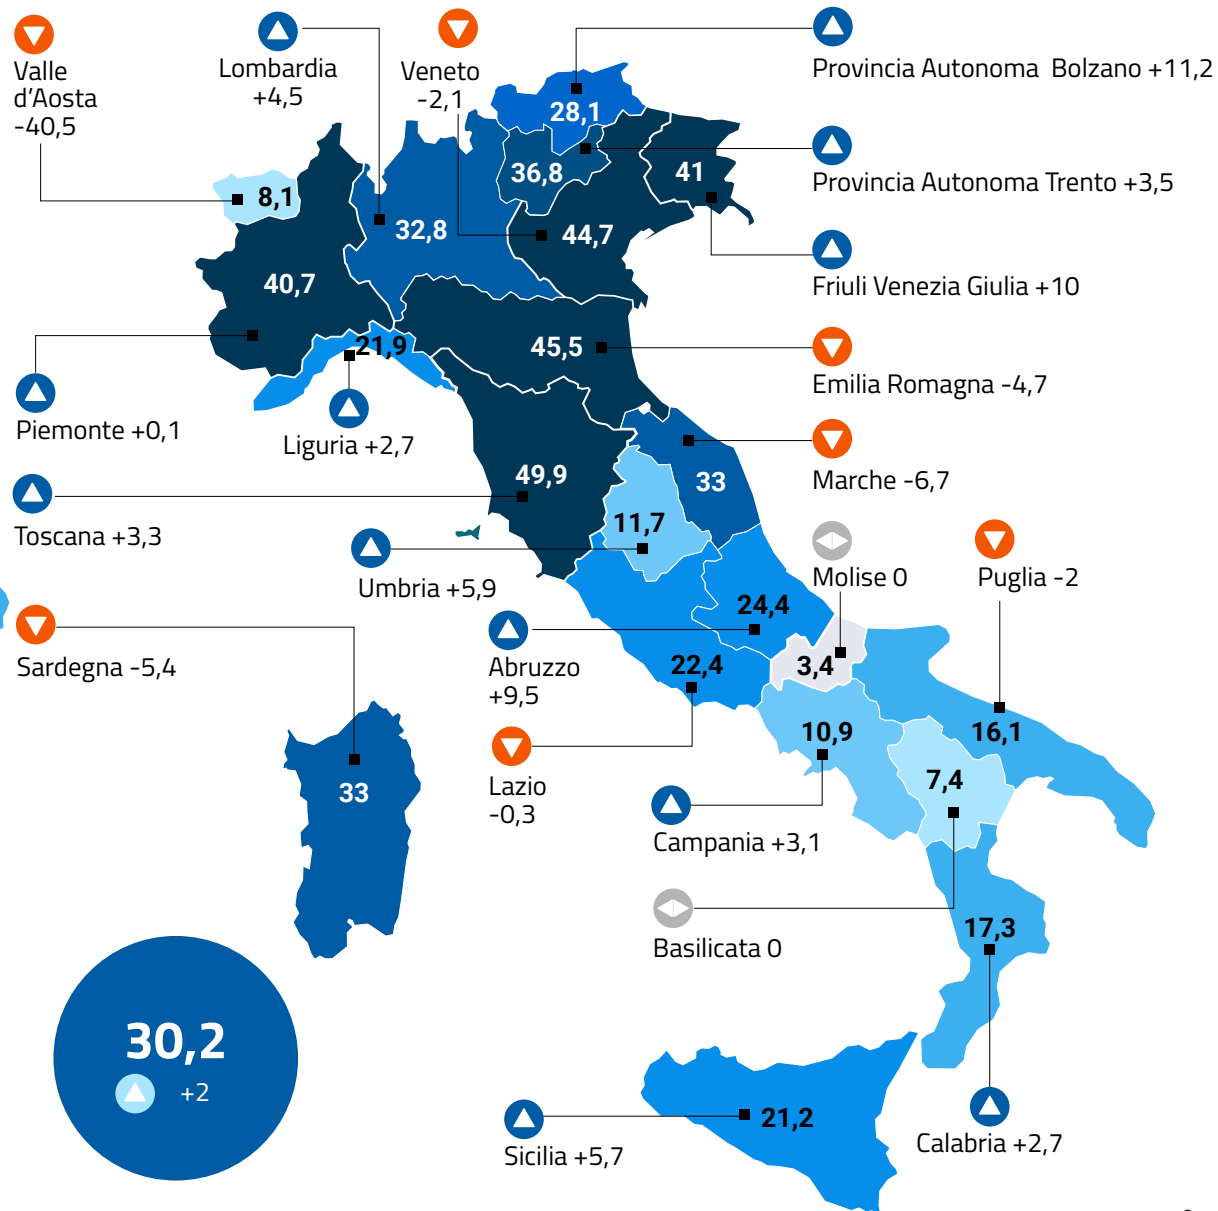 Valle
d'Aosta
-40,5
Lombardia
+4,5
Veneto
-2,1
Provincia Autonoma Bolzano +11,2
28,1
Provincia Autonoma Trento +3,5
36,8
41
8,1
32,8
44,7
Friuli Venezia Giulia +10
40,7
21,9
45,5
Emilia Romagna -4,7
Piemonte +0,1
Liguria +2,7
Marche -6,7
49,9
33
Toscana +3,3
11,7
Umbria +5,9
Molise 0
Puglia -2
24,4
Sardegna -5,4
Abruzzo
+9,5
22,4
3,4
10,9
16,1
7,4
33
Lazio
-0,3
Campania +3,1
Basilicata 0
17,3
30,2
+2
21,2
Sicilia +5,7
Calabria +2,7